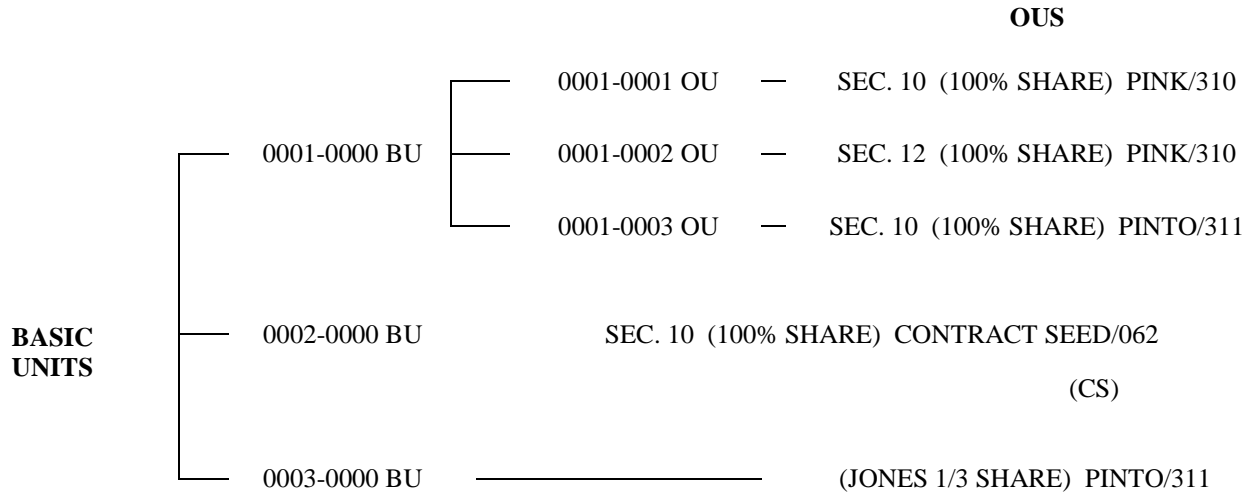 OUS
0001-0001 OU — SEC. 10 (100% SHARE) PINK/310
0001-0000 BU 0001-0002 OU — SEC. 12 (100% SHARE) PINK/310
0001-0003 OU — SEC. 10 (100% SHARE) PINTO/311
BASIC
UNITS
0002-0000 BU SEC. 10 (100% SHARE) CONTRACT SEED/062
(CS)
0003-0000 BU (JONES 1/3 SHARE) PINTO/311